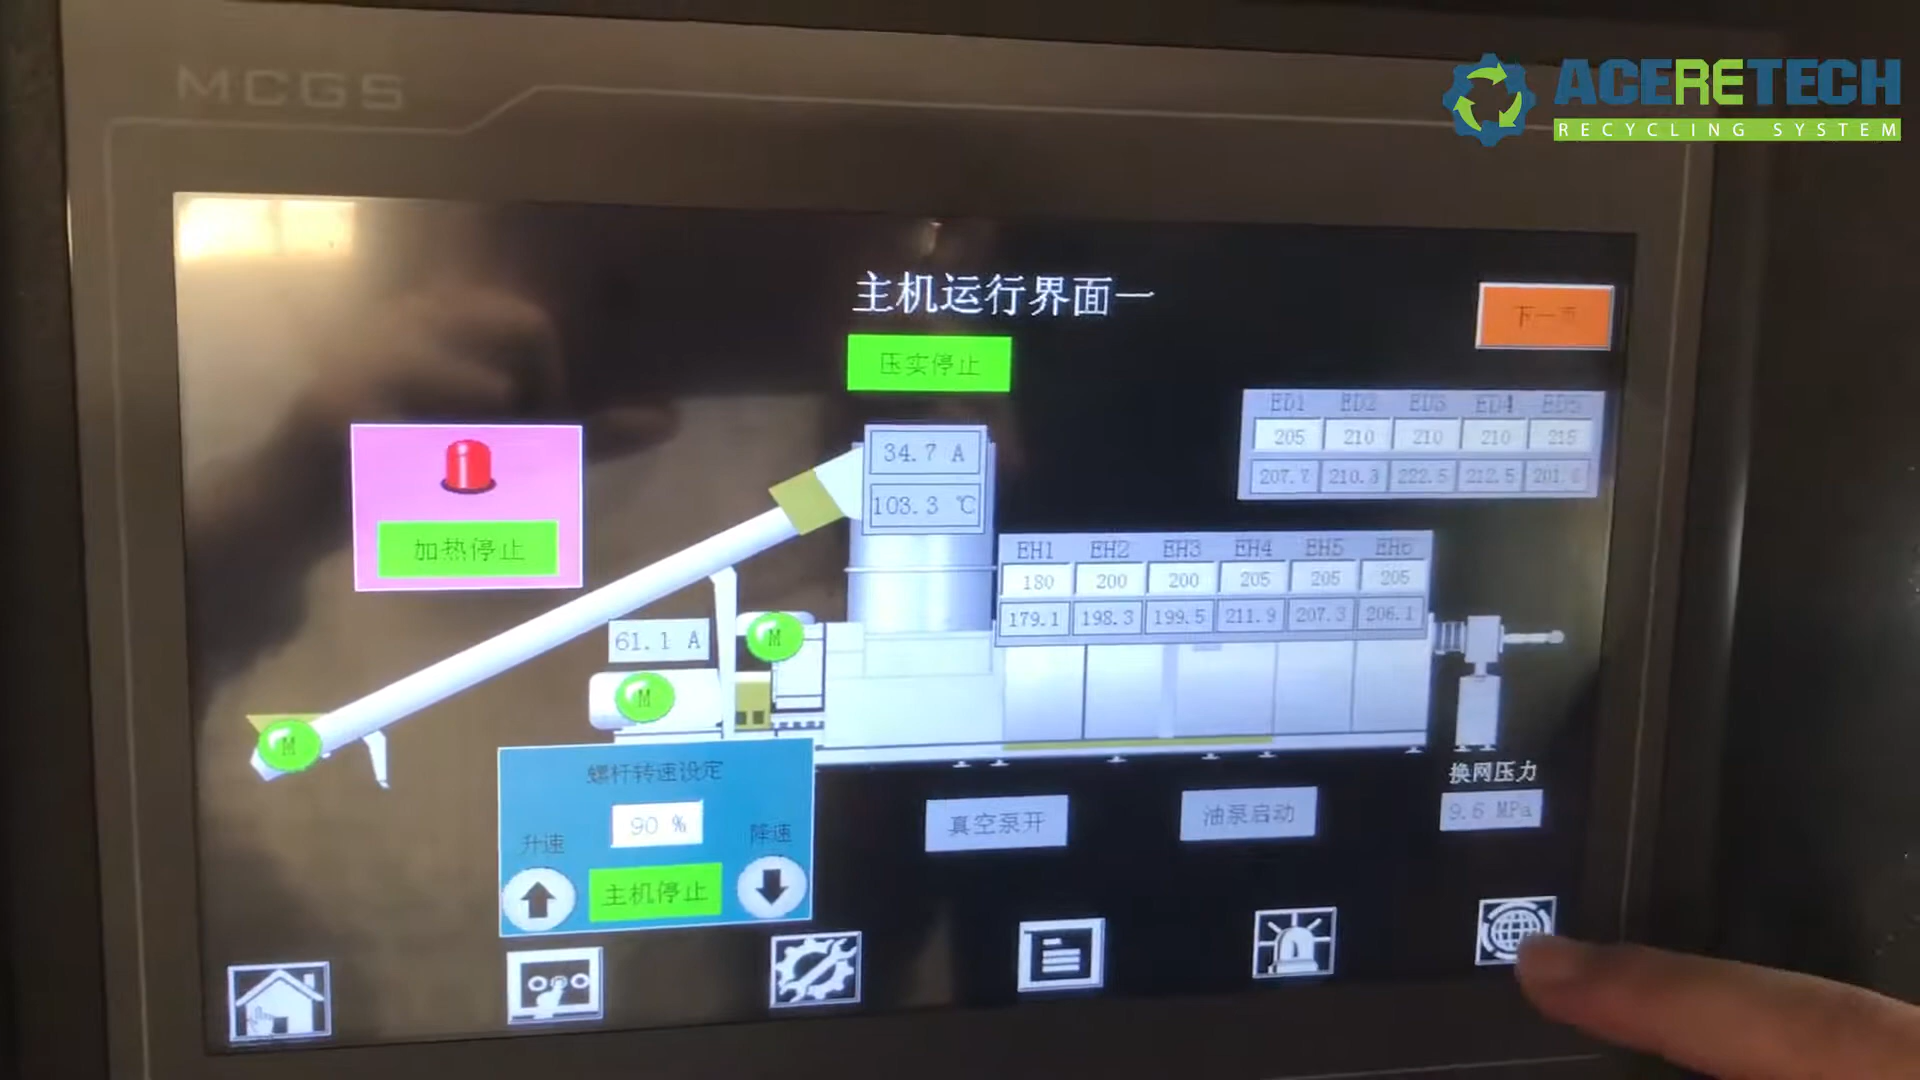 MCGS
ACERETECH
RECYCLING SYSTEM
主机运行界面一
下一页
压实停止
ED1 ED2 ED3 ED4 ED5
205 210 210 210 215
207.7 210.3 222.5 212.5
34.7 A
103.3 ℃
加热停止
EH1 EH2 EH3 EH4 EH5 EH6
180 200 200 205 205 205
179.1 198.3 199.5 211.9 207.3 206.1
61.1 A
M
M
M
螺杆转速设定
90 %
升速
降速
主机停止
真空泵开
油泵启动
换网压力
9.6 MPa